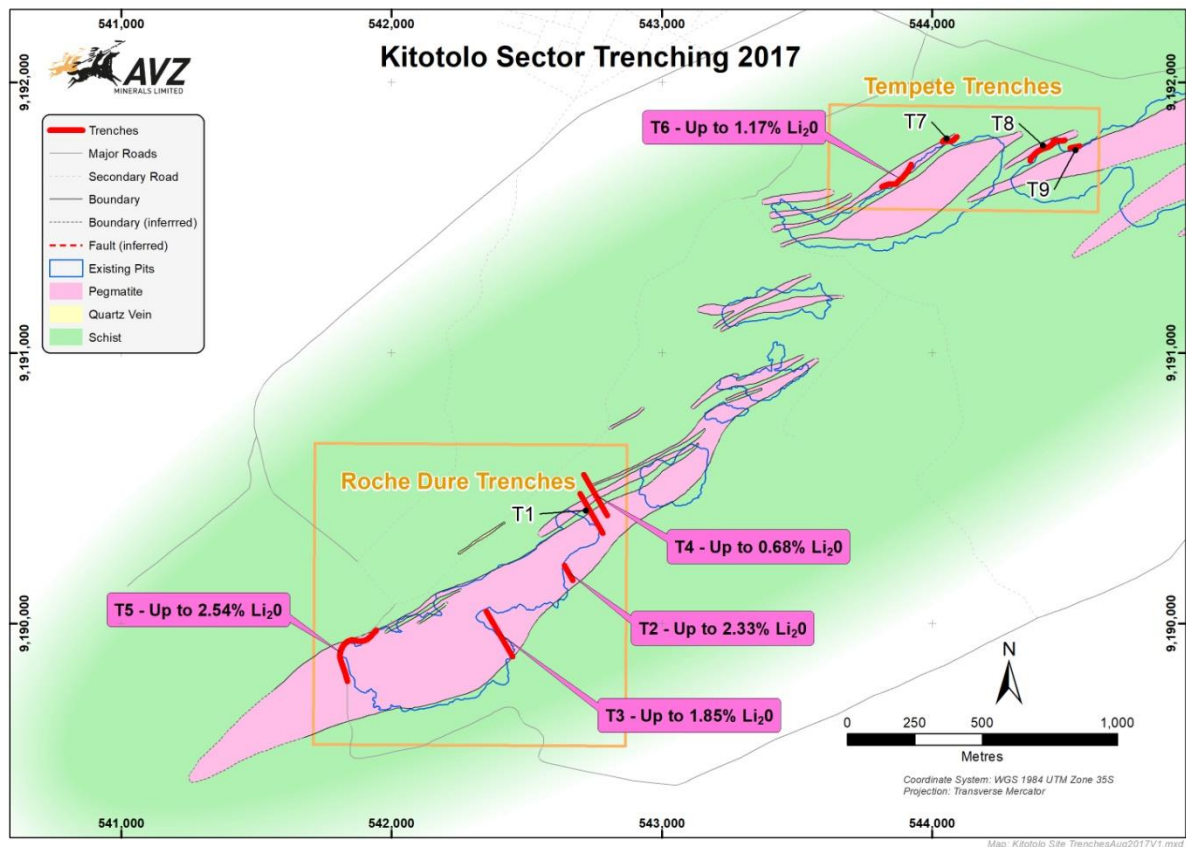 541,000
542,000
543,000
544,000
Kitotolo Sector Trenching 2017
AVZ
MINERALS LIMITED
9,192,000
9,192,000
Tempete Trenches
T6 - Up to 1.17% Li₂0
T7
T8
T9
Trenches
Major Roads
Secondary Road
Boundary
Boundary (inferrred)
Fault (inferred)
Existing Pits
Pegmatite
Quartz Vein
Schist
9,191,000
9,191,000
Roche Dure Trenches
T1
T4 - Up to 0.68% Li₂0
T5 - Up to 2.54% Li₂0
T2 - Up to 2.33% Li₂0
9,190,000
9,190,000
T3 - Up to 1.85% Li₂0
N
0
250
500
1,000
Metres
Coordinate System: WGS 1984 UTM Zone 35S
Projection: Transverse Mercator
541,000
542,000
543,000
544,000
Map: Kitotolo Site TrenchesAug2017V1.mxd